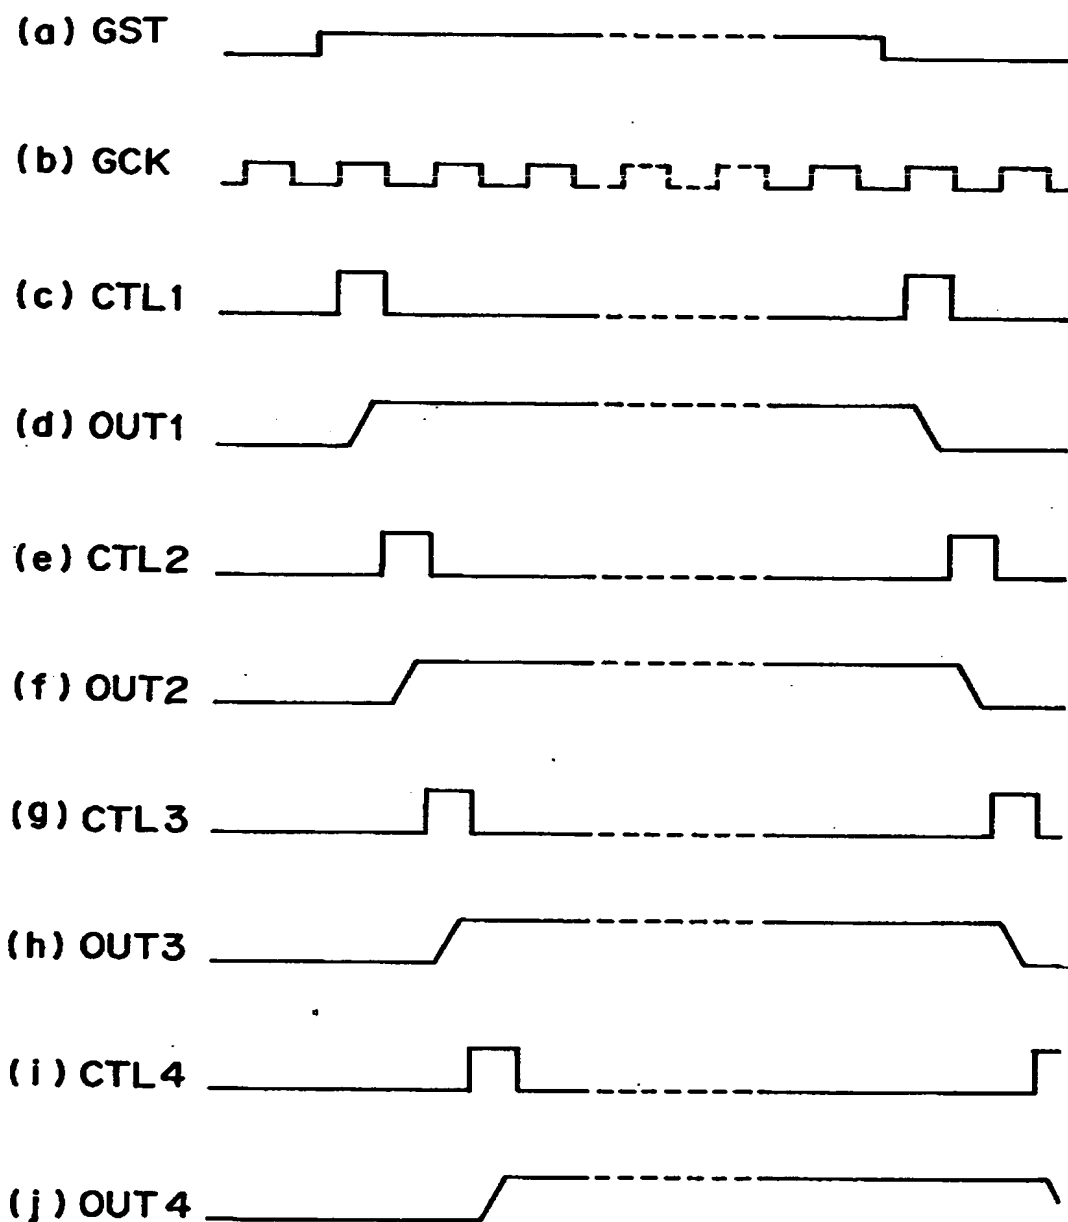 (a) GST
(b) GCK
(c) CTL1
(d) OUT1
(e) CTL2
(f) OUT2
(g) CTL3
(h) OUT3
(i) CTL4
(j) OUT4